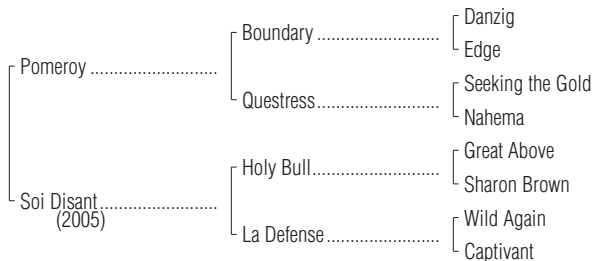 Danzig
Boundary ................................
Edge
Pomeroy .................................
Seeking the Gold
Questress ................................
Nahema
Great Above
Holy Bull .................................
Sharon Brown
Soi Disant ...............................
(2005)
Wild Again
La Defense .............................
Captivant